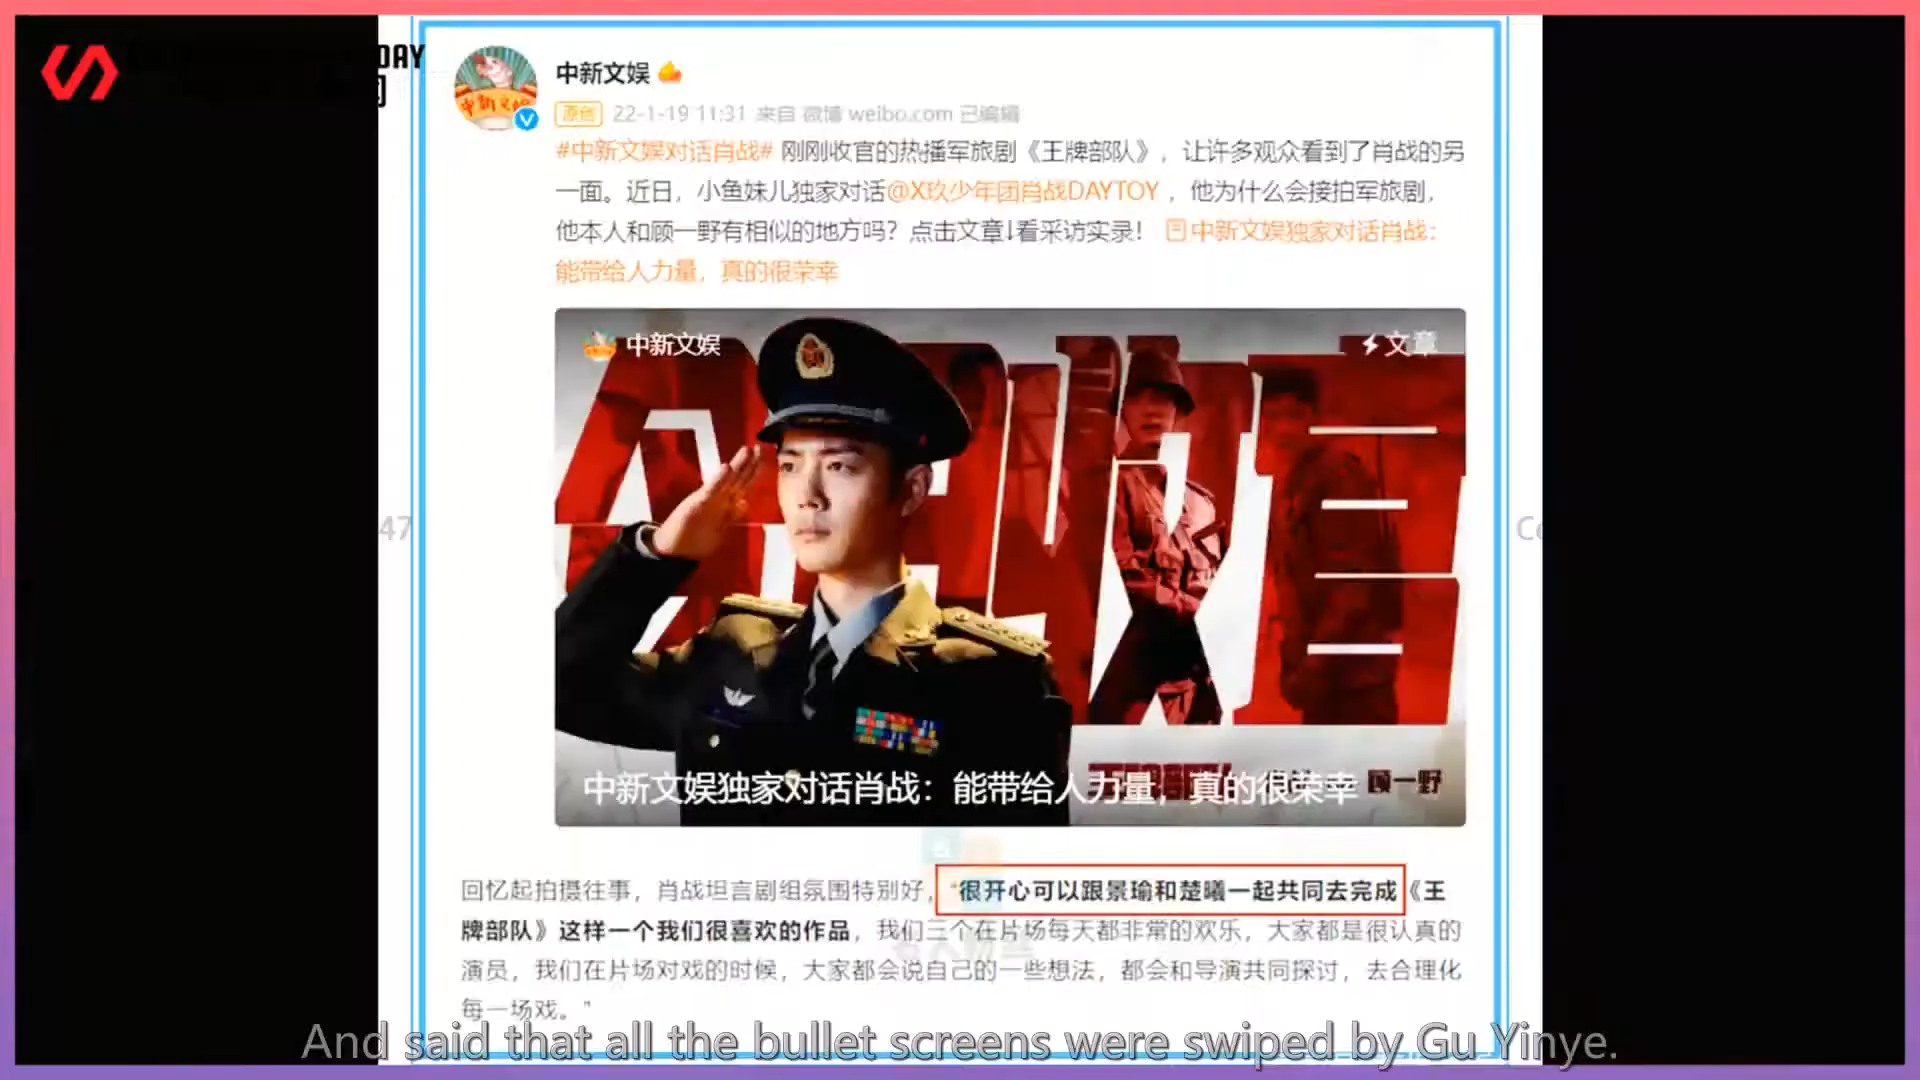 DAY
中新文娱
原创 22-1-19 11:31 来自 微博 weibo.com 已编辑
#中新文娱对话肖战# 刚刚收官的热播军旅剧《王牌部队》，让许多观众看到了肖战的另
一面。近日，小鱼妹儿独家对话@X玖少年团肖战DAYTOY ，他为什么会接拍军旅剧，
他本人和顾一野有相似的地方吗？点击文章↓看采访实录！ 中新文娱独家对话肖战：
能带给人力量，真的很荣幸
中新文娱
文章
47
Co
中新文娱独家对话肖战：能带给人力量，真的很荣幸
顾一野
回忆起拍摄往事，肖战坦言剧组氛围特别好，“很开心可以跟景瑜和楚曦一起共同去完成《王
牌部队》这样一个我们很喜欢的作品，我们三个在片场每天都非常的欢乐，大家都是很认真的
演员，我们在片场对戏的时候，大家都会说自己的一些想法，都会和导演共同探讨，去合理化
每一场戏。”
And said that all the bullet screens were swiped by Gu Yinye.